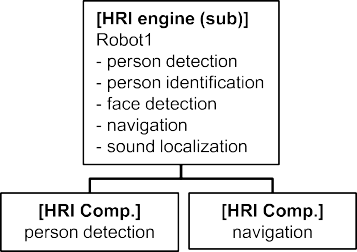 [HRI engine (sub)]
Robot1
- person detection
- person identification
- face detection
- navigation
- sound localization
[HRI Comp.]
person detection
[HRI Comp.]
navigation